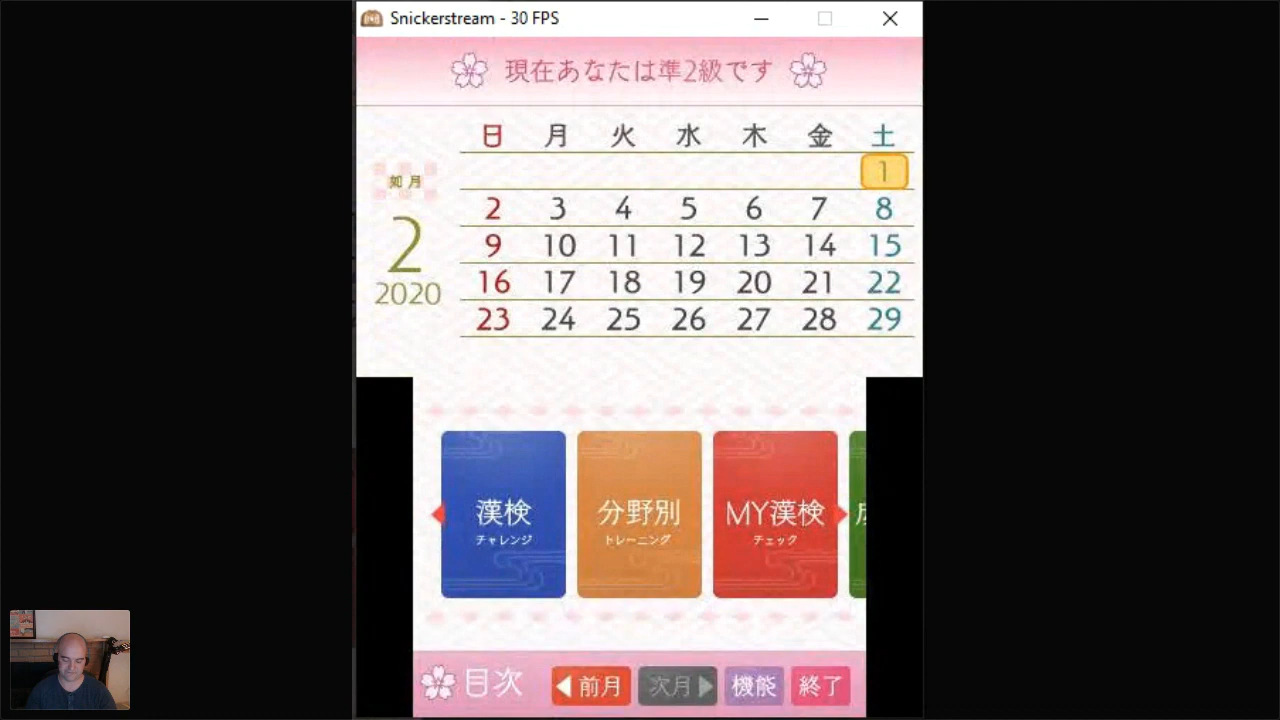 Snickerstream - 30 FPS
現在あなたは準2級です
日 月 火 水 木 金 土
1
如月
2 3 4 5 6 7 8
2
9 10 11 12 13 14 15
2020
16 17 18 19 20 21 22
23 24 25 26 27 28 29
漢検
チャレンジ
分野別
トレーニング
MY漢検
チェック
目次
前月
次月
機能
終了